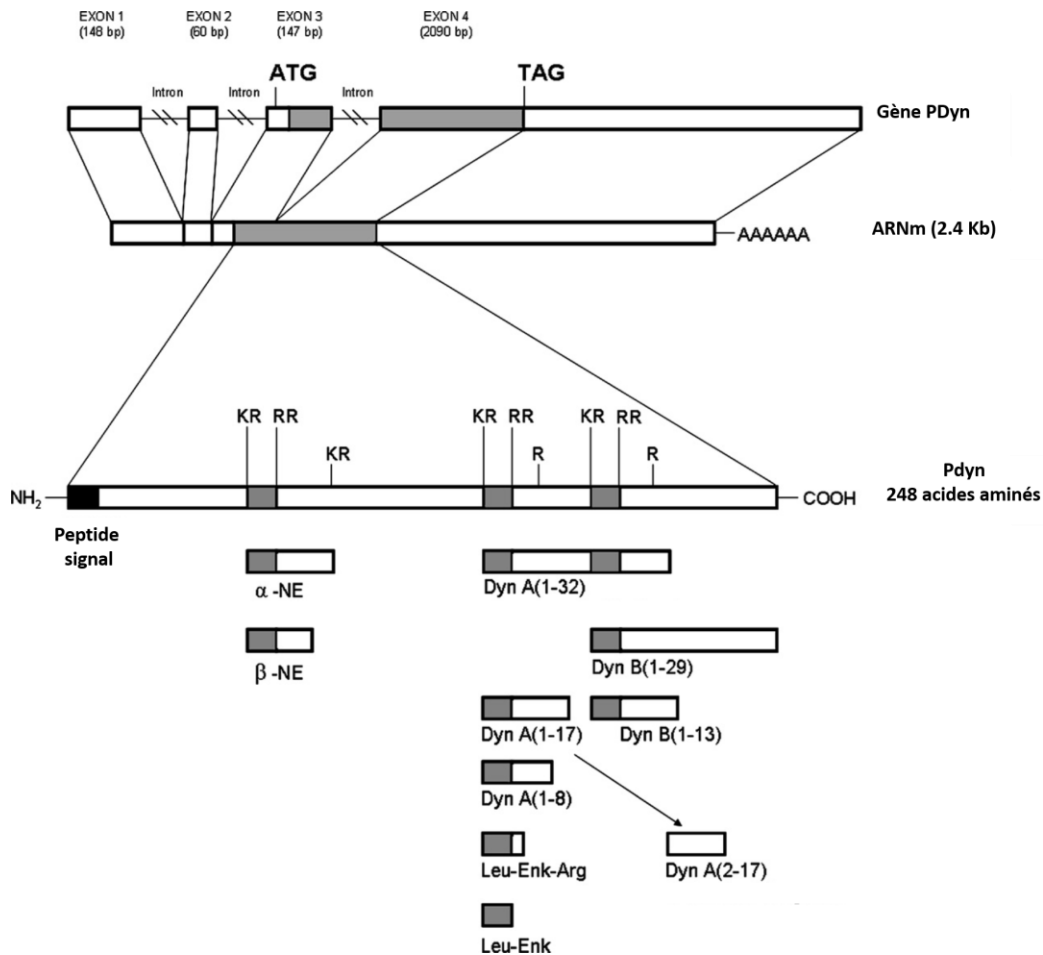 EXON 1 EXON 2 EXON 3 EXON 4
(148 bp) (60 bp) (147 bp) (2090 bp)
ATG TAG
Intron Intron Intron
Gène PDyn
ARNm (2.4 Kb)
AAAAAA
KR RR KR RR KR RR
KR R R
NH2 COOH
Pdyn
248 acides aminés
Peptide
signal
α -NE Dyn A(1-32)
β -NE Dyn B(1-29)
Dyn A(1-17) Dyn B(1-13)
Dyn A(1-8)
Leu-Enk-Arg Dyn A(2-17)
Leu-Enk